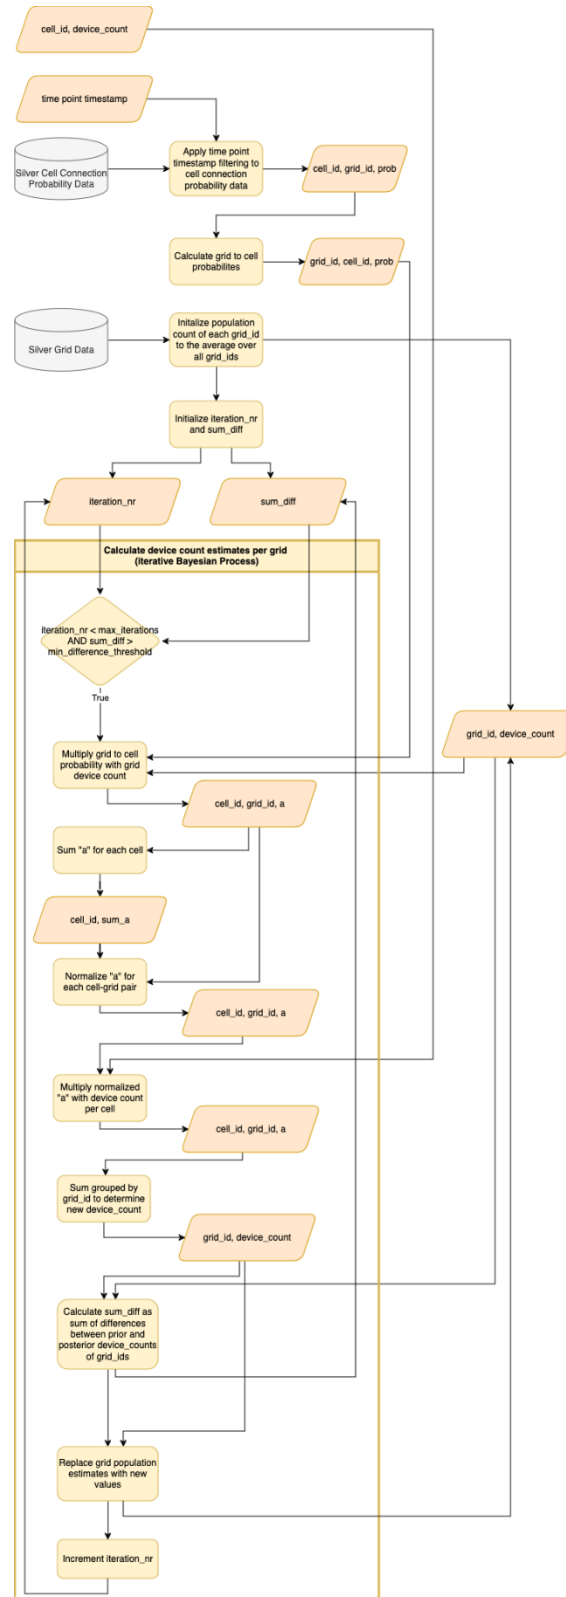 cell_id, device_count
time point timestamp
Silver Cell Connection
Probability Data
Apply time point
timestamp filtering to
cell connection
probability data
cell_id, grid_id, prob
Calculate grid to cell
probabilites
grid_id, cell_id, prob
Silver Grid Data
Initalize population
count of each grid_id
to the average over
all grid_ids
Initialize iteration_nr
and sum_diff
iteration_nr
sum_diff
Calculate device count estimates per grid
(iterative Bayesian Process)
iteration_nr < max_iterations
AND sum_diff >
min_difference_threshold
True
grid_id, device_count
Multiply grid to cell
probability with grid
device count
cell_id, grid_id, a
Sum "a" for each cell
cell_id, sum_a
Normalize "a" for
each cell-grid pair
cell_id, grid_id, a
Multiply normalized
"a" with device count
per cell
cell_id, grid_id, a
Sum grouped by
grid_id to determine
new device_count
grid_id, device_count
Calculate sum_diff as
sum of differences
between prior and
posterior device_counts
of grid_ids
Replace grid population
estimates with new
values
Increment iteration_nr